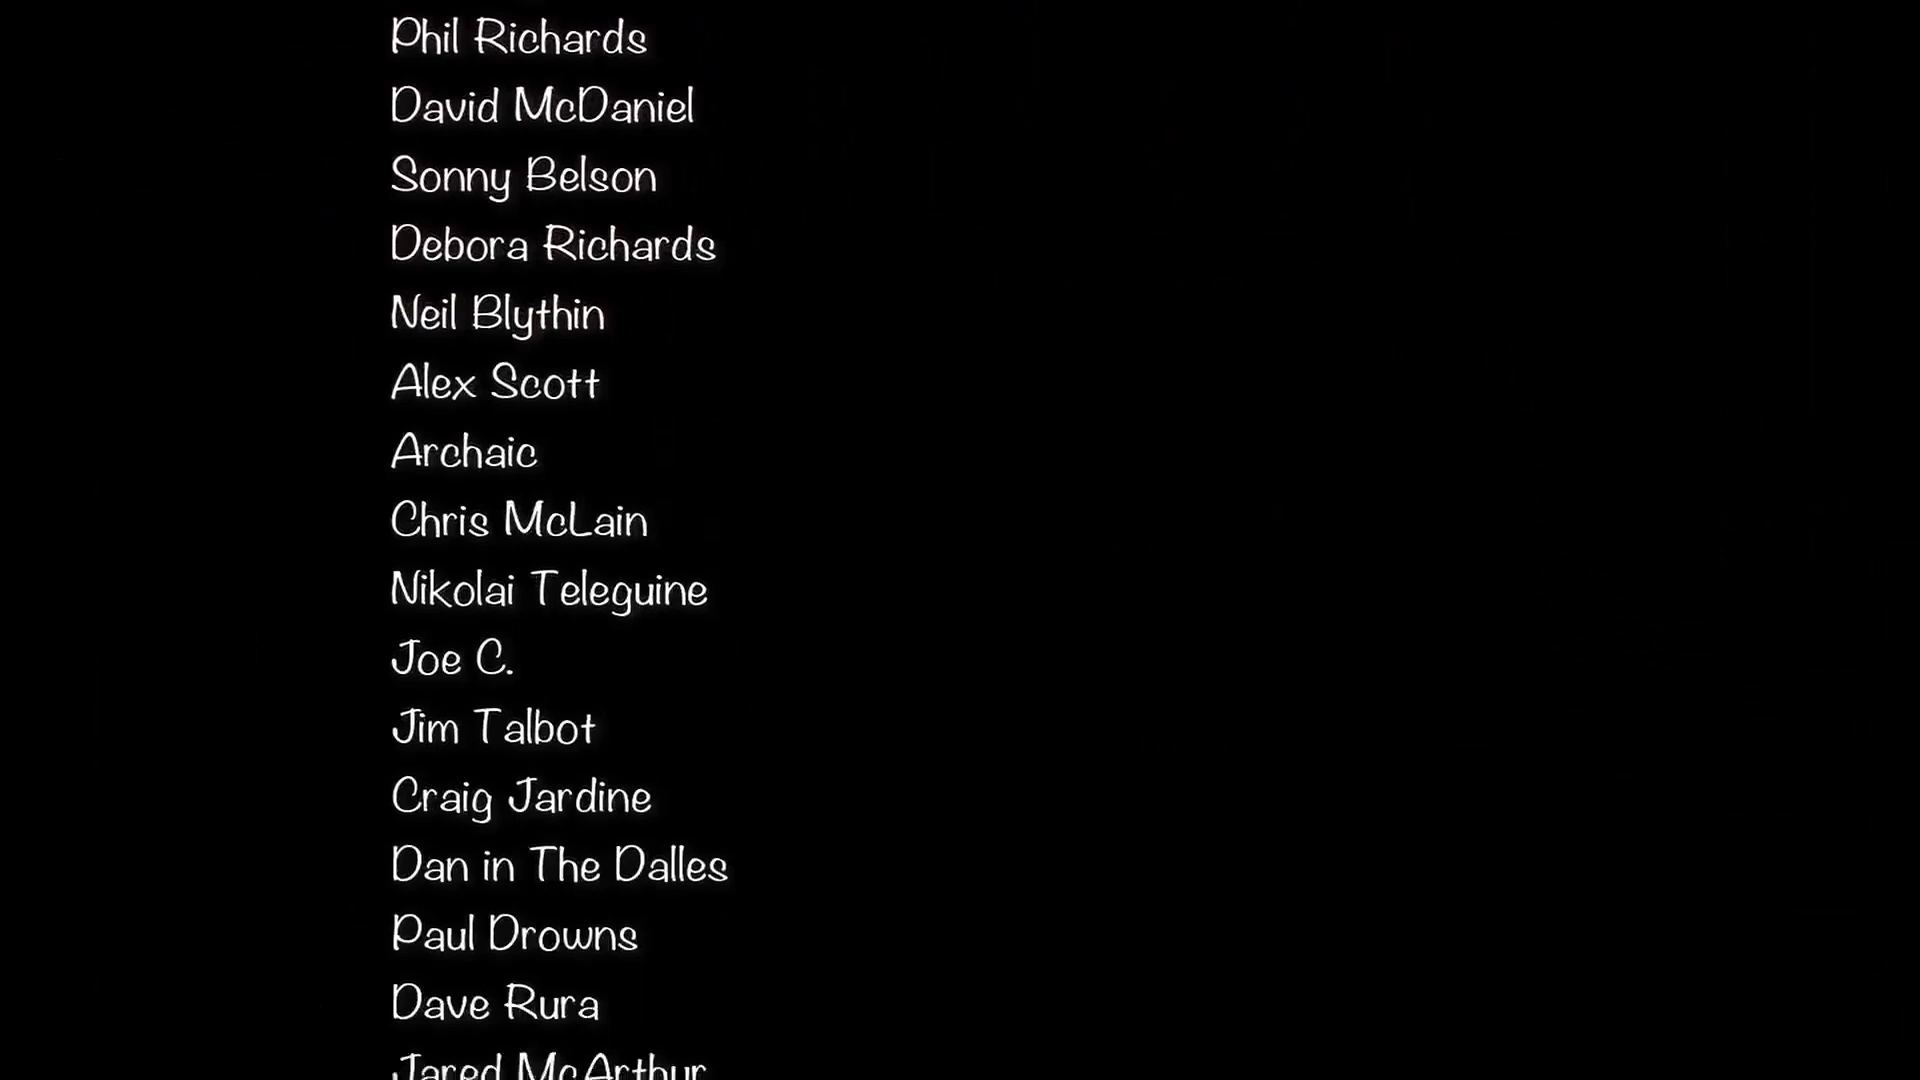 Phil Richards
David McDaniel
Sonny Belson
Debora Richards
Neil Blythin
Alex Scott
Archaic
Chris McLain
Nikolai Teleguine
Joe C.
Jim Talbot
Craig Jardine
Dan in The Dalles
Paul Drowns
Dave Rura
Jared McArthur